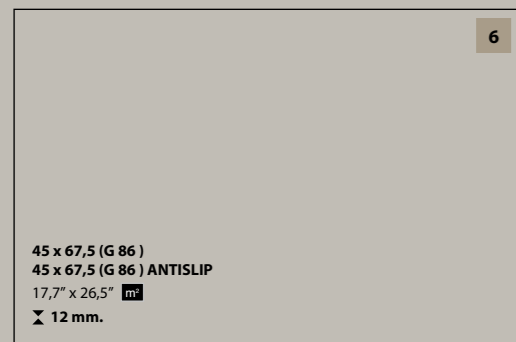 6
45 x 67,5 (G 86 )
45 x 67,5 (G 86 ) ANTISLIP
17,7” x 26,5” m²
12 mm.